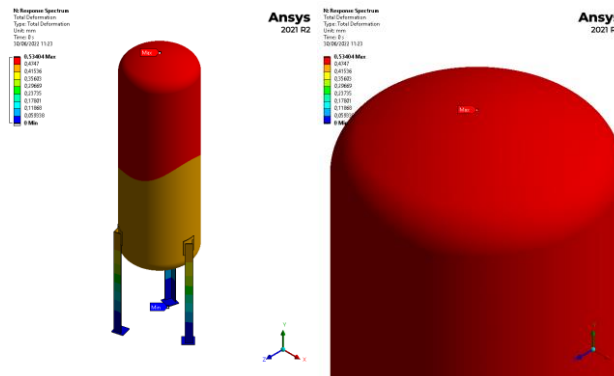 N: Response Spectrum
Total Deformation
Type: Total Deformation
Unit: mm
Time: 0 s
30/08/2022 11:23
0,53404 Max
0,4747
0,41536
0,35603
0,29669
0,23735
0,17801
0,11868
0,059338
0 Min
Ansys
2021 R2
Max
Min
Y
Z
X
N: Response Spectrum
Total Deformation
Type: Total Deformation
Unit: mm
Time: 0 s
30/08/2022 11:23
0,53404 Max
0,4747
0,41536
0,35603
0,29669
0,23735
0,17801
0,11868
0,059338
0 Min
Ansys
2021 R
Max
Y